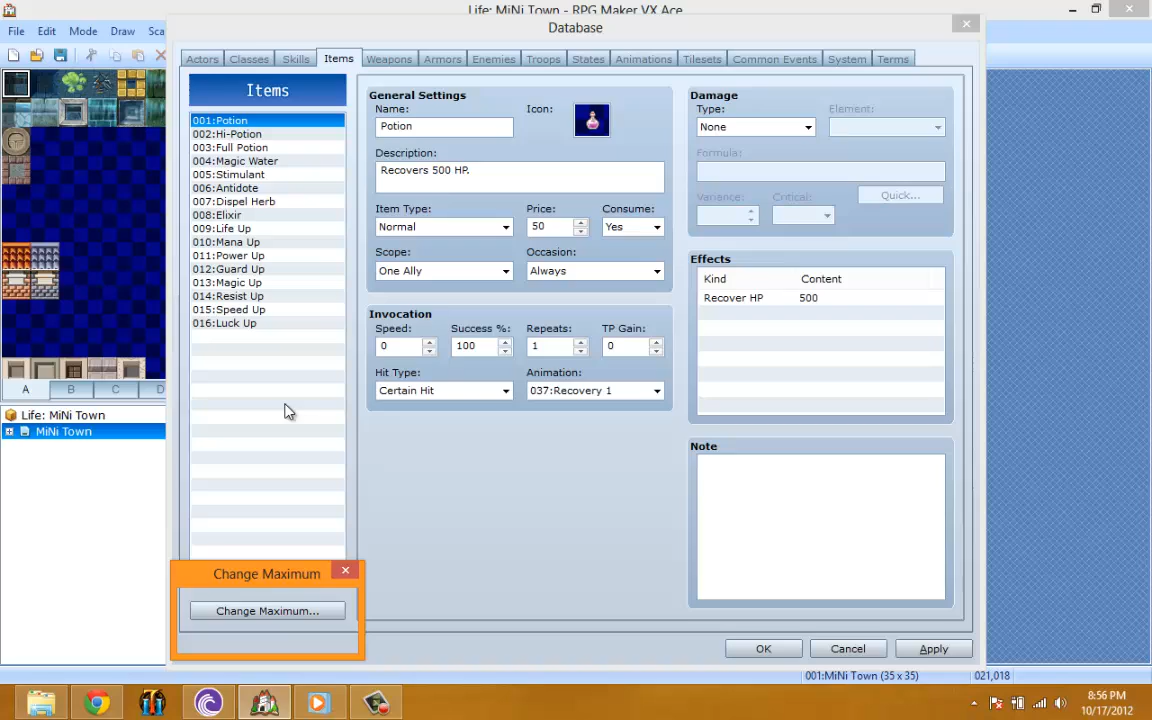 Life: MiNi Town - RPG Maker VX Ace
File Edit Mode Draw Sca
Database
Actors Classes Skills Items Weapons Armors Enemies Troops States Animations Tilesets Common Events System Terms
Items
001:Potion
002:Hi-Potion
003:Full Potion
004:Magic Water
005:Stimulant
006:Antidote
007:Dispel Herb
008:Elixir
009:Life Up
010:Mana Up
011:Power Up
012:Guard Up
013:Magic Up
014:Resist Up
015:Speed Up
016:Luck Up
General Settings
Name: Icon:
Potion
Description:
Recovers 500 HP.
Item Type: Price: Consume:
Normal 50 Yes
Scope: Occasion:
One Ally Always
Invocation
Speed: Success %: Repeats: TP Gain:
0 100 1 0
Hit Type: Animation:
Certain Hit 037:Recovery 1
Damage
Type: Element:
None
Formula:
Variance: Critical:
Quick...
Effects
Kind Content
Recover HP 500
Note
A B C D
Life: MiNi Town
MiNi Town
Change Maximum
Change Maximum...
OK Cancel Apply
001:MiNi Town (35 x 35) 021,018
8:56 PM
10/17/2012